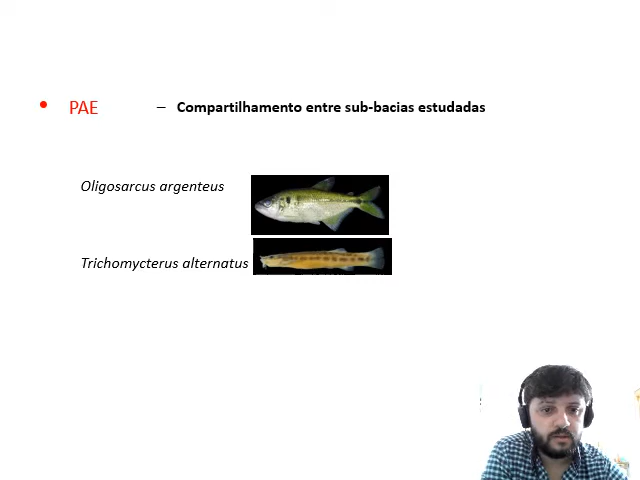 • PAE – Compartilhamento entre sub-bacias estudadas
Oligosarcus argenteus
Trichomycterus alternatus